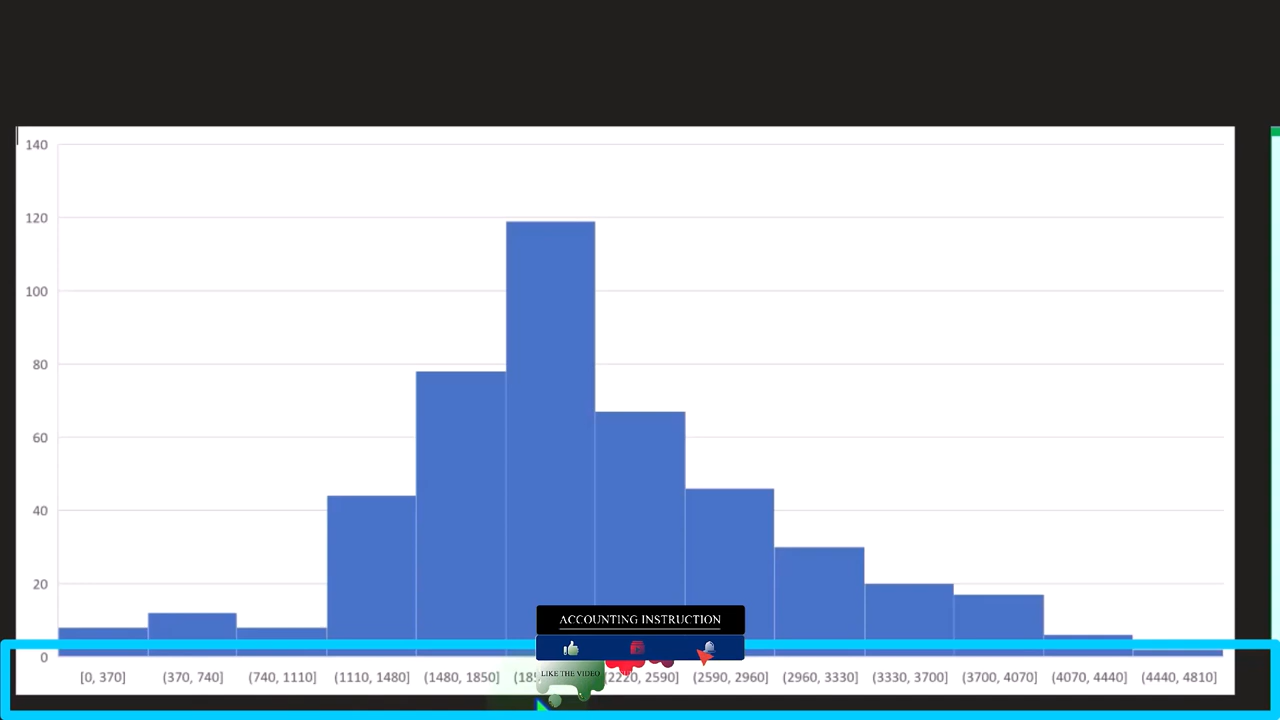 140
120
100
80
60
40
20
0
ACCOUNTING INSTRUCTION
LIKE THE VIDEO
[0, 370] (370, 740] (740, 1110] (1110, 1480] (1480, 1850] (2220, 2590] (2590, 2960] (2960, 3330] (3330, 3700] (3700, 4070] (4070, 4440] (4440, 4810]